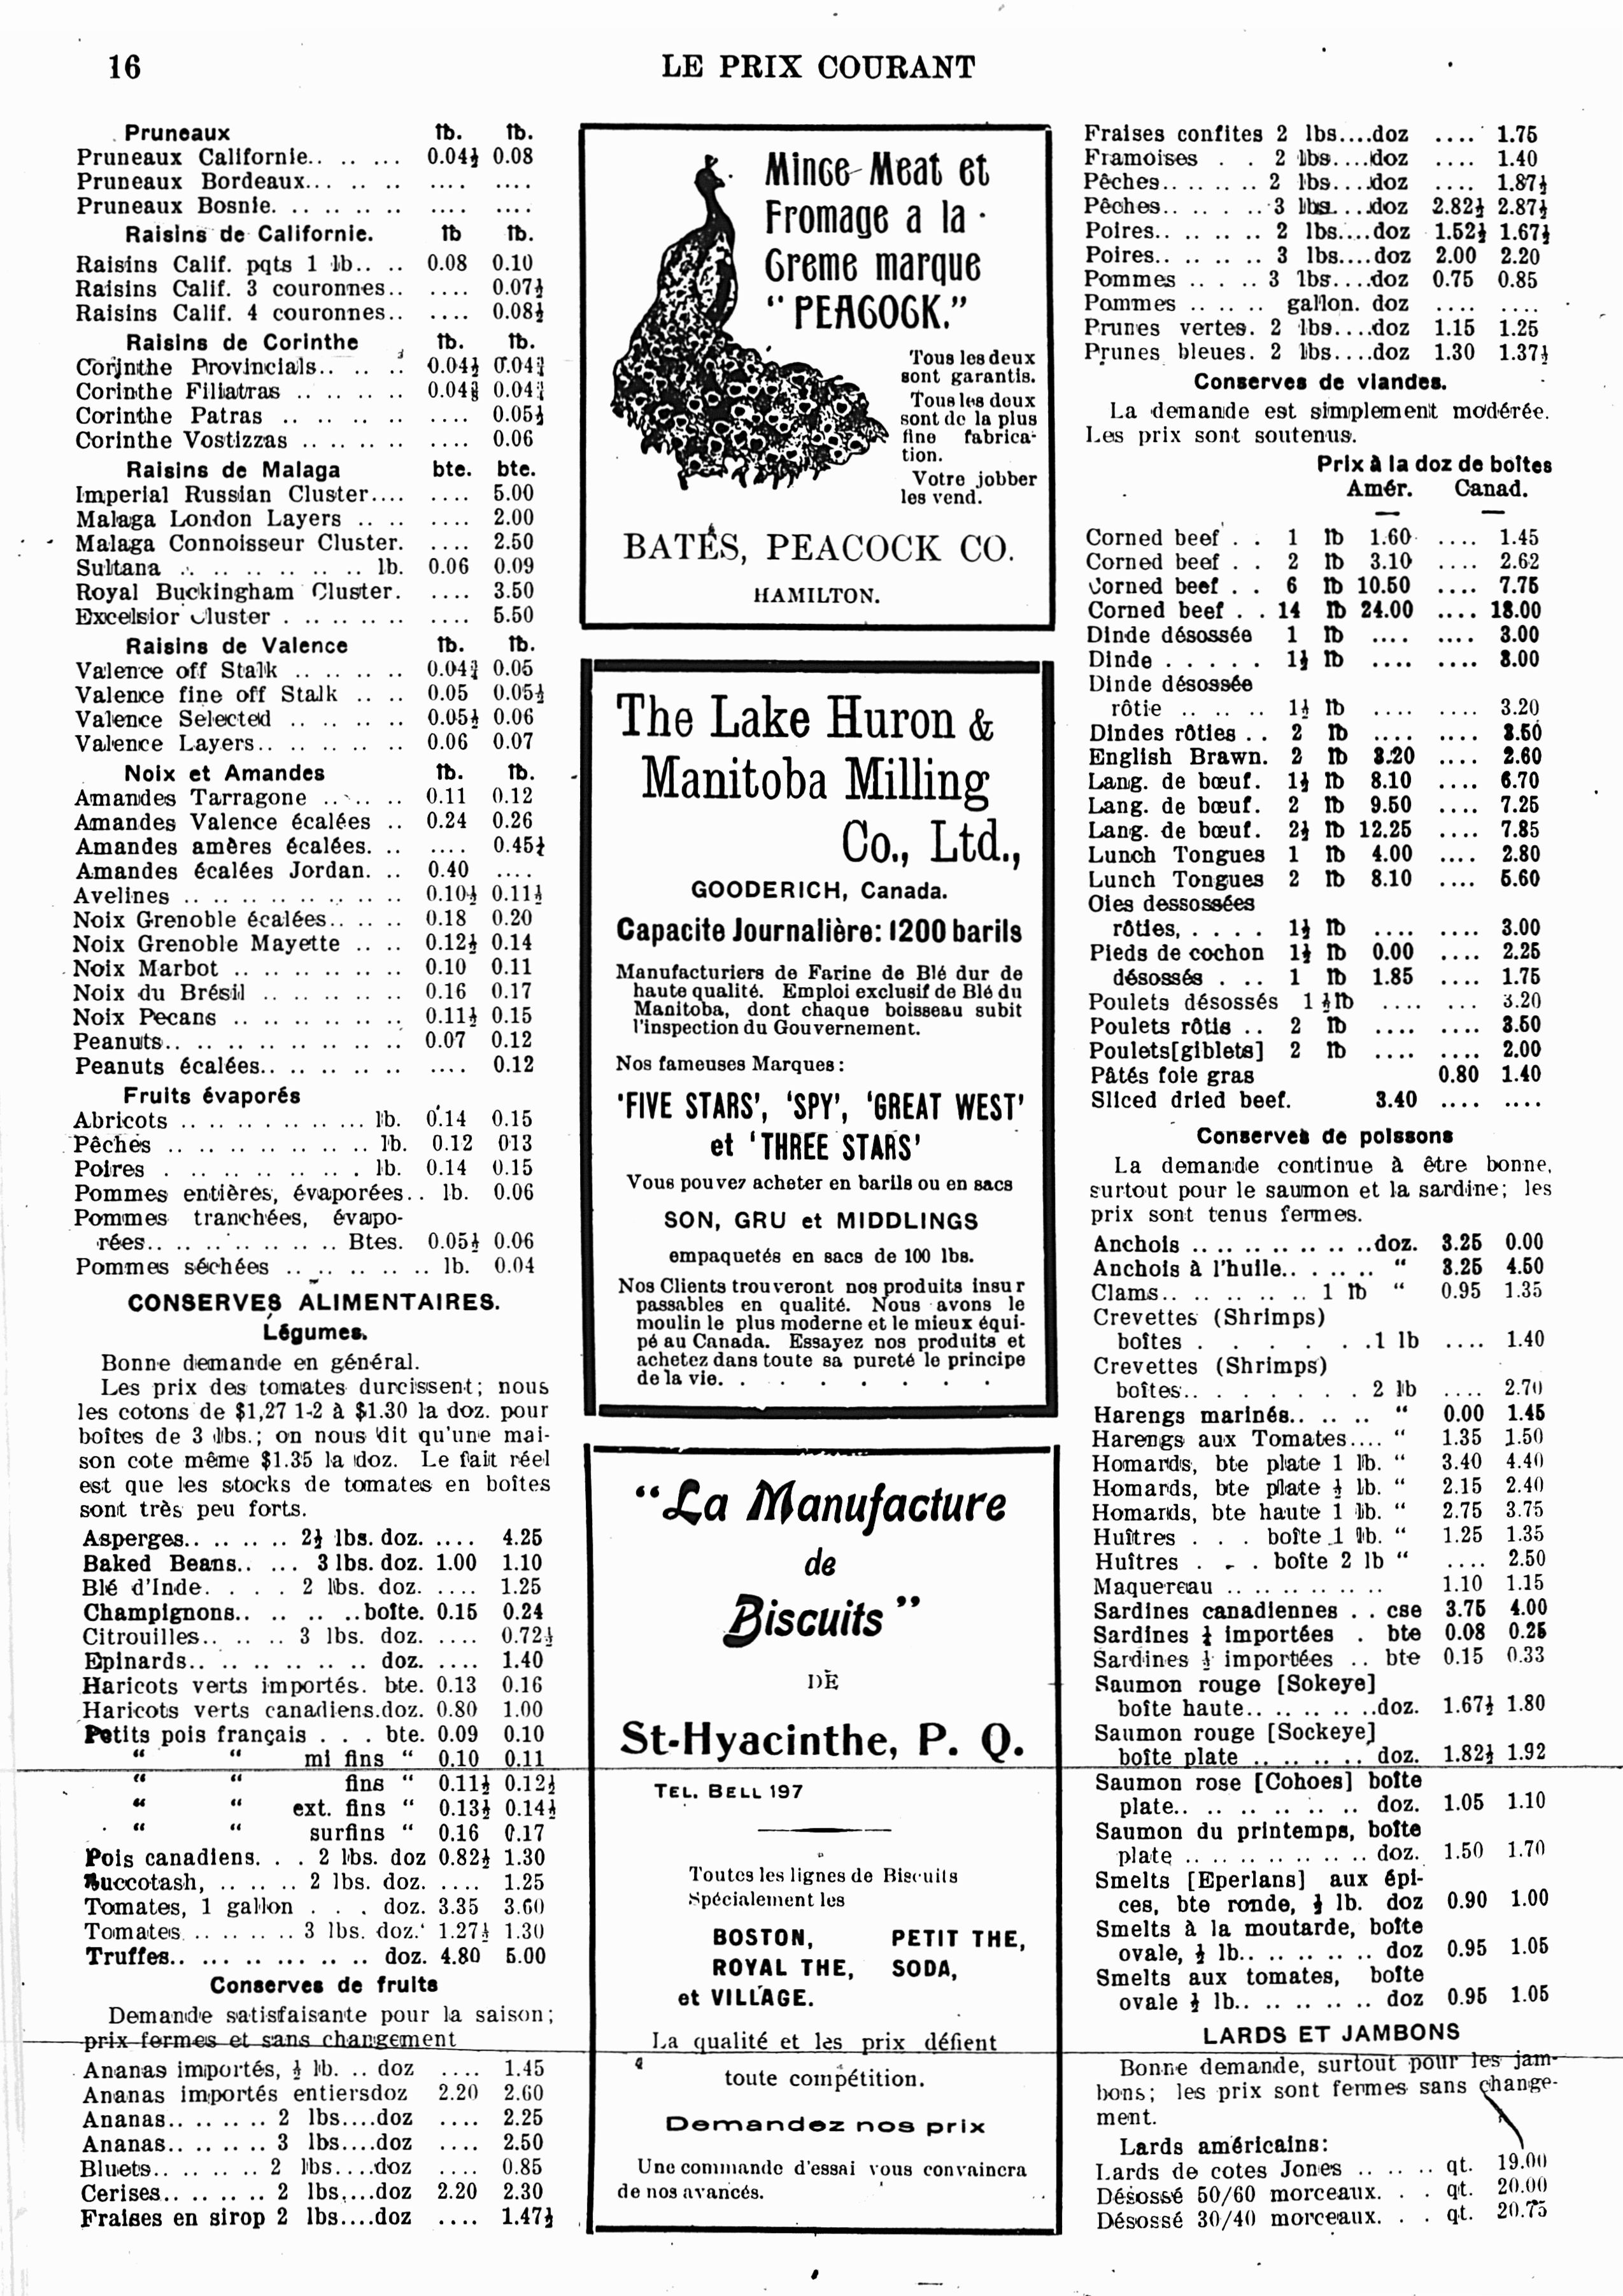 16
LE PRIX COURANT
Pruneaux lb. lb.
Pruneaux Californie.. .. ... 0.04½ 0.08
Pruneaux Bordeaux... .. .. .... ....
Pruneaux Bosnie. .. .. .. .. .... ....
Raisins de Californie. lb lb.
Raisins Calif. pqts 1 lb.. .. 0.08 0.10
Raisins Calif. 3 couronnes.. .... 0.07½
Raisins Calif. 4 couronnes.. .... 0.08½
Raisins de Corinthe lb. lb.
Corinthe Provincials.. .. .. 0.04½ 0.04¾
Corinthe Filiatras .. .. .. .. 0.04⅝ 0.04¾
Corinthe Patras .. .. .. .. .... 0.05½
Corinthe Vostizzas .. .. .. .. .... 0.06
Raisins de Malaga bte. bte.
Imperial Russian Cluster.... .... 5.00
Malaga London Layers .. .. .... 2.00
Malaga Connoisseur Cluster. .... 2.50
Sultana .. .. .. .. .. .. lb. 0.06 0.09
Royal Buckingham Cluster. .... 3.50
Excelsior Cluster . .. .. .. .. .... 5.50
Raisins de Valence lb. lb.
Valence off Stalk .. .. .. .. 0.04¾ 0.05
Valence fine off Stalk .. .. 0.05 0.05½
Valence Selected .. .. .. .. 0.05½ 0.06
Valence Layers.. .. .. .. .. 0.06 0.07
Noix et Amandes lb. lb.
Amandes Tarragone .. .. .. 0.11 0.12
Amandes Valence écalées .. 0.24 0.26
Amandes amères écalées. .. .... 0.45½
Amandes écalées Jordan. .. 0.40 ....
Avelines .. .. .. .. .. .. .. 0.10½ 0.11½
Noix Grenoble écalées.. .. .. 0.18 0.20
Noix Grenoble Mayette .. .. 0.12½ 0.14
Noix Marbot .. .. .. .. .. .. 0.10 0.11
Noix du Brésil .. .. .. .. .. 0.16 0.17
Noix Pecans .. .. .. .. .. .. 0.11½ 0.15
Peanuts.. .. .. .. .. .. .. .. 0.07 0.12
Peanuts écalées.. .. .. .. .. .... 0.12
Fruits évaporés
Abricots .. .. .. .. .. ... lb. 0.14 0.15
Pêches .. .. .. .. .. .. .. lb. 0.12 013
Poires . .. .. .. .. .. .. . lb. 0.14 0.15
Pommes entières, évaporées.. lb. 0.06
Pommes tranchées, évapo-
rées.. .. .. .. .. .. .. Btes. 0.05½ 0.06
Pommes séchées .. .. .. .. .. lb. 0.04
CONSERVES ALIMENTAIRES.
Légumes.
Bonne demande en général.
Les prix des tomates durcissent; nous
les cotons de $1,27 1-2 à $1.30 la doz. pour
boîtes de 3 lbs.; on nous dit qu'une mai-
son cote même $1.35 la doz. Le fait réel
est que les stocks de tomates en boîtes
sont très peu forts.
Asperges.. .. .. .. 2½ lbs. doz. .... 4.25
Baked Beans.. .. ... 3 lbs. doz. 1.00 1.10
Blé d'Inde. . . . 2 lbs. doz. .... 1.25
Champignons.. .. .. ..boîte. 0.15 0.24
Citrouilles.. .. .. .. 3 lbs. doz. .... 0.72½
Epinards.. .. .. .. .. .. doz. .... 1.40
Haricots verts importés. bte. 0.13 0.16
Haricots verts canadiens.doz. 0.80 1.00
Petits pois français . . . bte. 0.09 0.10
“ “ mi fins “ 0.10 0.11
“ “ fins “ 0.11½ 0.12½
“ “ ext. fins “ 0.13½ 0.14½
“ “ surfins “ 0.16 0.17
Pois canadiens. . . 2 lbs. doz 0.82½ 1.30
Succotash, .. .. .. .. 2 lbs. doz. .... 1.25
Tomates, 1 gallon . . . doz. 3.35 3.60
Tomates. .. .. .. .. 3 lbs. doz. 1.27½ 1.30
Truffes.. ... .. ... .. .. doz. 4.80 5.00
Conserves de fruits
Demande satisfaisante pour la saison;
prix fermes et sans changement
Ananas importés, ½ lb. .. doz .... 1.45
Ananas importés entiersdoz 2.20 2.60
Ananas.. .. .. .. 2 lbs....doz .... 2.25
Ananas.. .. .. .. 3 lbs....doz .... 2.50
Bluets.. .. .. .. 2 lbs....doz .... 0.85
Cerises.. .. .. .. 2 lbs....doz 2.20 2.30
Fraises en sirop 2 lbs....doz .... 1.47½
Mince Meat et
Fromage a la
Creme marque
“PEACOCK.”
Tous les deux
sont garantis.
Tous les deux
sont de la plus
fine fabrica-
tion.
Votre jobber
les vend.
BATES, PEACOCK CO.
HAMILTON.
The Lake Huron &
Manitoba Milling
Co., Ltd.,
GOODERICH, Canada.
Capacite Journalière: 1200 barils
Manufacturiers de Farine de Blé dur de
haute qualité. Emploi exclusif de Blé du
Manitoba, dont chaque boisseau subit
l'inspection du Gouvernement.
Nos fameuses Marques:
'FIVE STARS', 'SPY', 'GREAT WEST'
et 'THREE STARS'
Vous pouvez acheter en barils ou en sacs
SON, GRU et MIDDLINGS
empaquetés en sacs de 100 lbs.
Nos Clients trouveront nos produits insur
passables en qualité. Nous avons le
moulin le plus moderne et le mieux équi-
pé au Canada. Essayez nos produits et
achetez dans toute sa pureté le principe
de la vie. . . . . . . .
“La Manufacture
de
Biscuits”
DE
St-Hyacinthe, P. Q.
TEL. BELL 197
Toutes les lignes de Biscuits
Spécialement les
BOSTON, PETIT THE,
ROYAL THE, SODA,
et VILLAGE.
La qualité et les prix défient
toute compétition.
Demandez nos prix
Une commande d'essai vous convaincra
de nos avancés.
Fraises confites 2 lbs....doz .... 1.75
Framoises . . 2 lbs....doz .... 1.40
Pêches.. .. .. .. 2 lbs....doz .... 1.87½
Pêches.. .. . .. .. 3 lbs....doz 2.82½ 2.87½
Poires.. .. .. .. 2 lbs....doz 1.52½ 1.67½
Poires.. .. .. .. 3 lbs....doz 2.00 2.20
Pommes .. .. .. 3 lbs....doz 0.75 0.85
Pommes .. .. .. gallon. doz .... ....
Prunes vertes. 2 lbs....doz 1.15 1.25
Prunes bleues. 2 lbs....doz 1.30 1.37½
Conserves de viandes.
La demande est simplement modérée.
Les prix sont soutenus.
Prix à la doz de boîtes
Amér. Canad.
Corned beef . . 1 lb 1.60 .... 1.45
Corned beef . . 2 lb 3.10 .... 2.62
Corned beef . . 6 lb 10.50 .... 7.75
Corned beef . . 14 lb 24.00 .... 18.00
Dinde désossée 1 lb .... .... 3.00
Dinde . . . . . 1½ lb .... .... 3.00
Dinde désossée
rôtie .. .. .. 1½ lb .... .... 3.20
Dindes rôties . . 2 lb .... .... 3.50
English Brawn. 2 lb 3.20 .... 2.60
Lang. de bœuf. 1½ lb 8.10 .... 6.70
Lang. de bœuf. 2 lb 9.50 .... 7.25
Lang. de bœuf. 2½ lb 12.25 .... 7.85
Lunch Tongues 1 lb 4.00 .... 2.80
Lunch Tongues 2 lb 8.10 .... 5.60
Oies dessossées
rôties, . . . . 1½ lb .... .... 3.00
Pieds de cochon 1½ lb 0.00 .... 2.25
désossés . .. 1 lb 1.85 .... 1.75
Poulets désossés 1½ lb .... ... 3.20
Poulets rôtis .. 2 lb .... .... 3.50
Poulets[giblets] 2 lb .... .... 2.00
Pâtés foie gras 0.80 1.40
Sliced dried beef. 3.40 .... ....
Conserves de poissons
La demande continue à être bonne,
surtout pour le saumon et la sardine; les
prix sont tenus fermes.
Anchois .. .. .. .. .. ..doz. 3.25 0.00
Anchois à l'huile.. . .. .. “ 3.25 4.50
Clams.. .. .. .. .. 1 lb “ 0.95 1.35
Crevettes (Shrimps)
boîtes . . . . . .1 lb .... 1.40
Crevettes (Shrimps)
boîtes.. . . . . . . 2 lb .... 2.70
Harengs marinés.. .. .. “ 0.00 1.45
Harengs aux Tomates.... “ 1.35 1.50
Homards, bte plate 1 lb. “ 3.40 4.40
Homards, bte plate ½ lb. “ 2.15 2.40
Homards, bte haute 1 lb. “ 2.75 3.75
Huîtres . . . boîte 1 lb. “ 1.25 1.35
Huîtres . . . boîte 2 lb “ .... 2.50
Maquereau .. .. .. .. .. 1.10 1.15
Sardines canadiennes . . cse 3.75 4.00
Sardines ¼ importées . bte 0.08 0.25
Sardines ½ importées .. bte 0.15 0.33
Saumon rouge [Sokeye]
boîte haute.. .. .. .. ..doz. 1.67½ 1.80
Saumon rouge [Sockeye]
boîte plate .. .. .. .. doz. 1.82½ 1.92
Saumon rose [Cohoes] boîte
plate.. .. .. .. .. .. doz. 1.05 1.10
Saumon du printemps, boîte
plate .. .. .. .. .. .. doz. 1.50 1.70
Smelts [Eperlans] aux épi-
ces, bte ronde, ½ lb. doz 0.90 1.00
Smelts à la moutarde, boîte
ovale, ½ lb.. .. .. .. .. doz 0.95 1.05
Smelts aux tomates, boîte
ovale ½ lb.. .. .. .. .. doz 0.95 1.05
LARDS ET JAMBONS
Bonne demande, surtout pour les jam-
bons; les prix sont fermes sans change-
ment.
Lards américains:
Lards de cotes Jones .. .. .. qt. 19.00
Désossé 50/60 morceaux. . . qt. 20.00
Désossé 30/40 morceaux. . . qt. 20.75